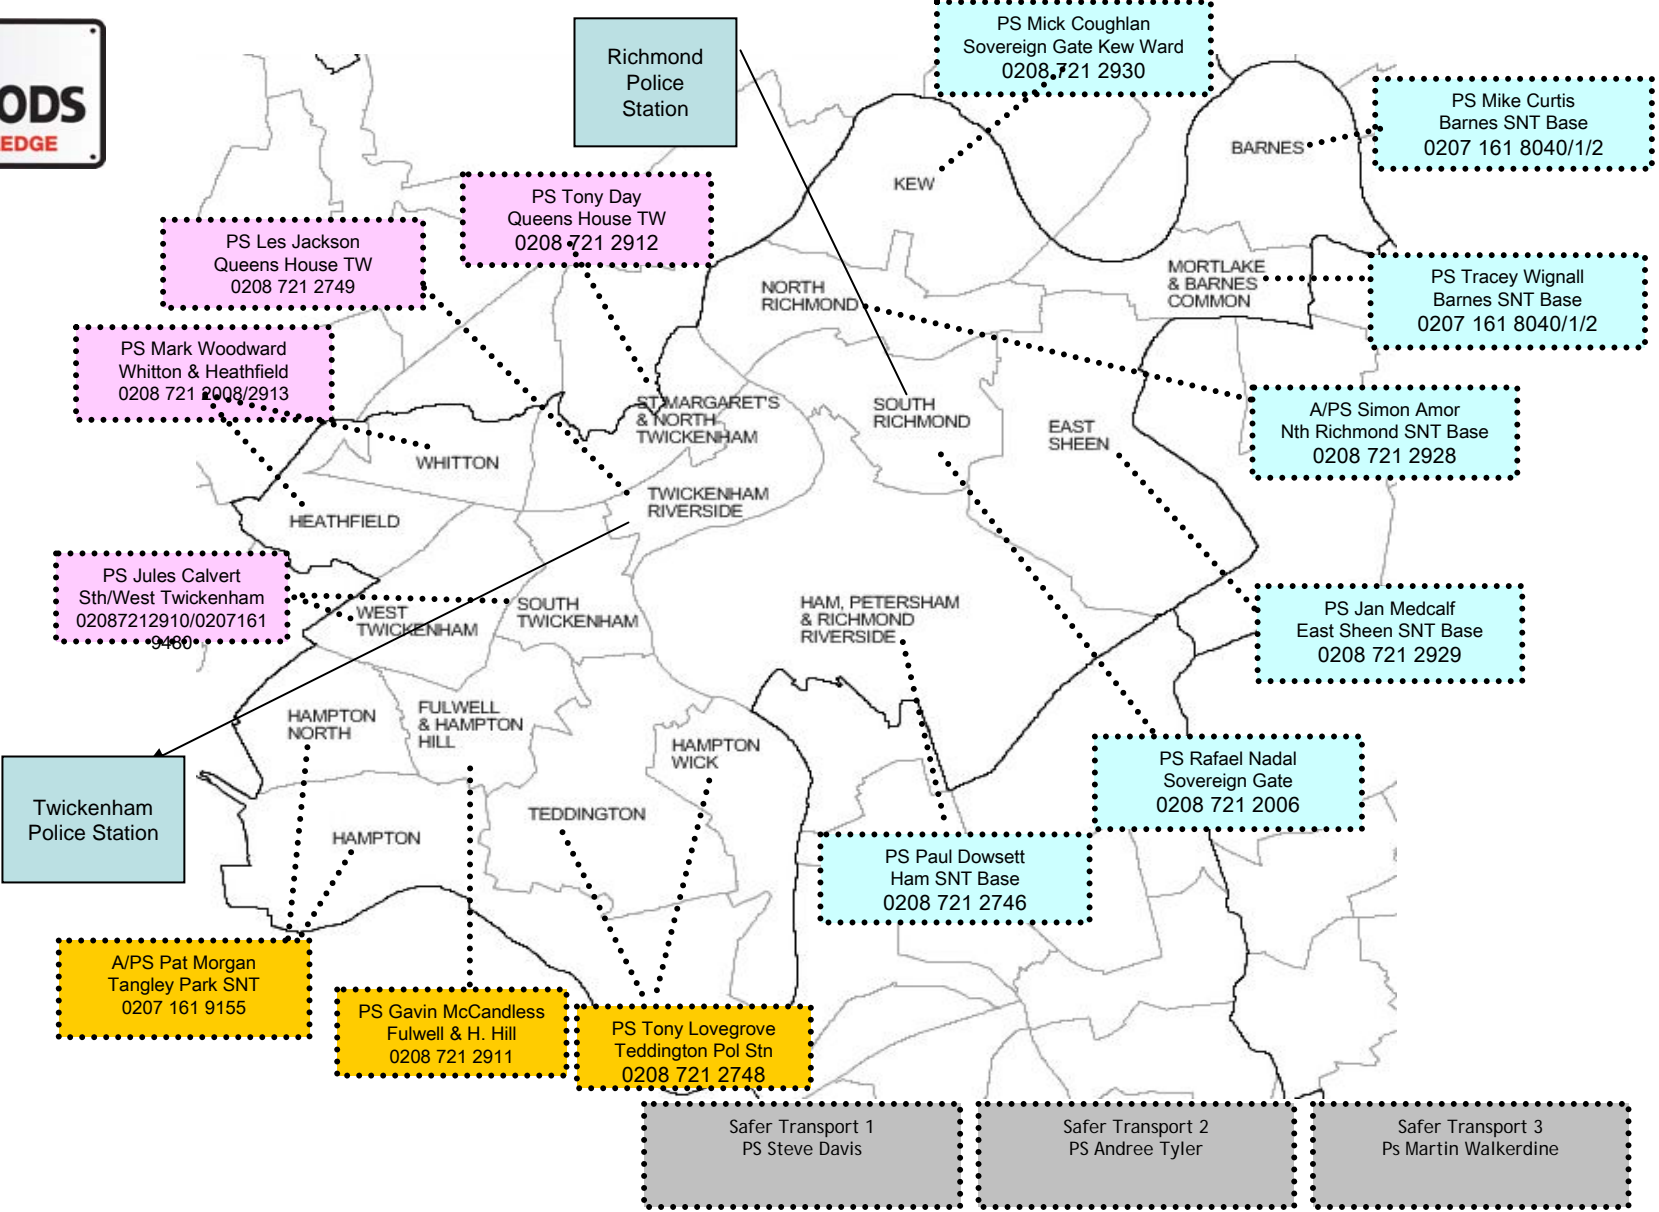 ODS
EDGE
Richmond
Police
Station
PS Mick Coughlan
Sovereign Gate Kew Ward
0208 721 2930
PS Mike Curtis
Barnes SNT Base
0207 161 8040/1/2
BARNES
KEW
PS Tony Day
Queens House TW
0208 721 2912
PS Les Jackson
Queens House TW
0208 721 2749
MORTLAKE
& BARNES
COMMON
PS Tracey Wignall
Barnes SNT Base
0207 161 8040/1/2
NORTH
RICHMOND
PS Mark Woodward
Whitton & Heathfield
0208 721 2008/2913
ST.MARGARET'S
& NORTH
TWICKENHAM
SOUTH
RICHMOND
EAST
SHEEN
A/PS Simon Amor
Nth Richmond SNT Base
0208 721 2928
WHITTON
TWICKENHAM
RIVERSIDE
HEATHFIELD
PS Jules Calvert
Sth/West Twickenham
02087212910/0207161
9480
WEST
TWICKENHAM
SOUTH
TWICKENHAM
HAM, PETERSHAM
& RICHMOND
RIVERSIDE
PS Jan Medcalf
East Sheen SNT Base
0208 721 2929
HAMPTON
NORTH
FULWELL
& HAMPTON
HILL
HAMPTON
WICK
PS Rafael Nadal
Sovereign Gate
0208 721 2006
Twickenham
Police Station
TEDDINGTON
HAMPTON
PS Paul Dowsett
Ham SNT Base
0208 721 2746
A/PS Pat Morgan
Tangley Park SNT
0207 161 9155
PS Gavin McCandless
Fulwell & H. Hill
0208 721 2911
PS Tony Lovegrove
Teddington Pol Stn
0208 721 2748
Safer Transport 1
PS Steve Davis
Safer Transport 2
PS Andree Tyler
Safer Transport 3
Ps Martin Walkerdine